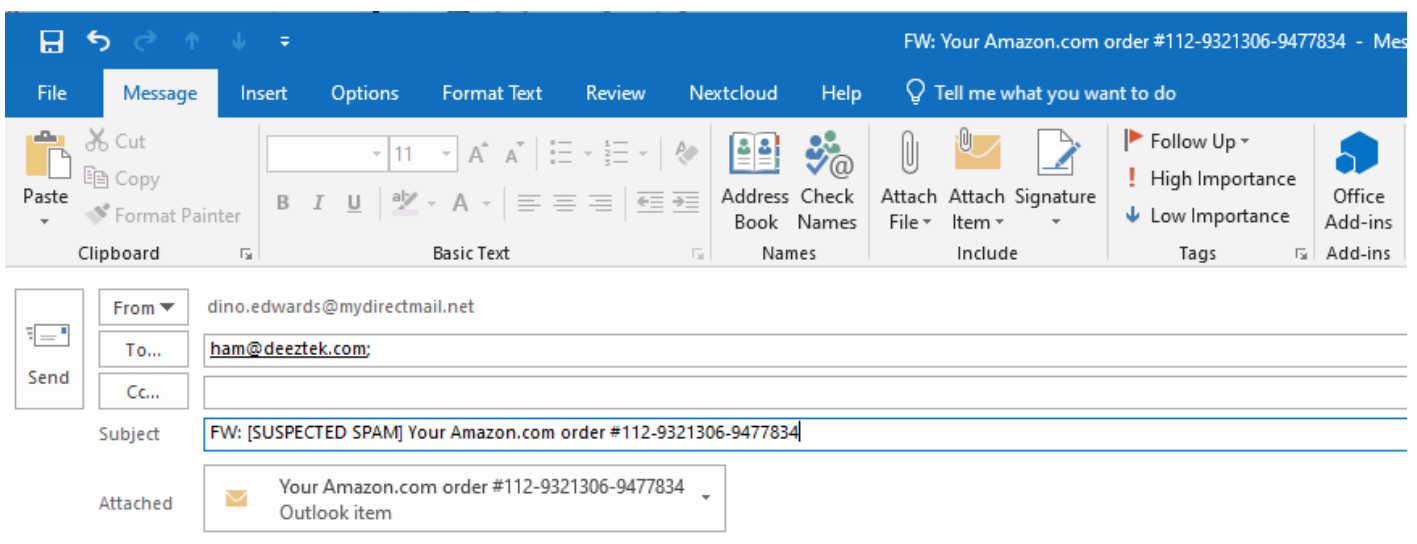 FW: Your Amazon.com order #112-9321306-9477834 - Mes
File Message Insert Options Format Text Review Nextcloud Help Tell me what you want to do
Cut
Copy
Format Painter
Paste
Clipboard
11 A A
B I U aby A
Basic Text
Address Book
Check Names
Names
Attach File
Attach Item
Signature
Include
Follow Up
High Importance
Low Importance
Tags
Office Add-ins
Add-ins
Send
From dino.edwards@mydirectmail.net
To... ham@deeztek.com;
Cc...
Subject FW: [SUSPECTED SPAM] Your Amazon.com order #112-9321306-9477834
Attached Your Amazon.com order #112-9321306-9477834
Outlook item